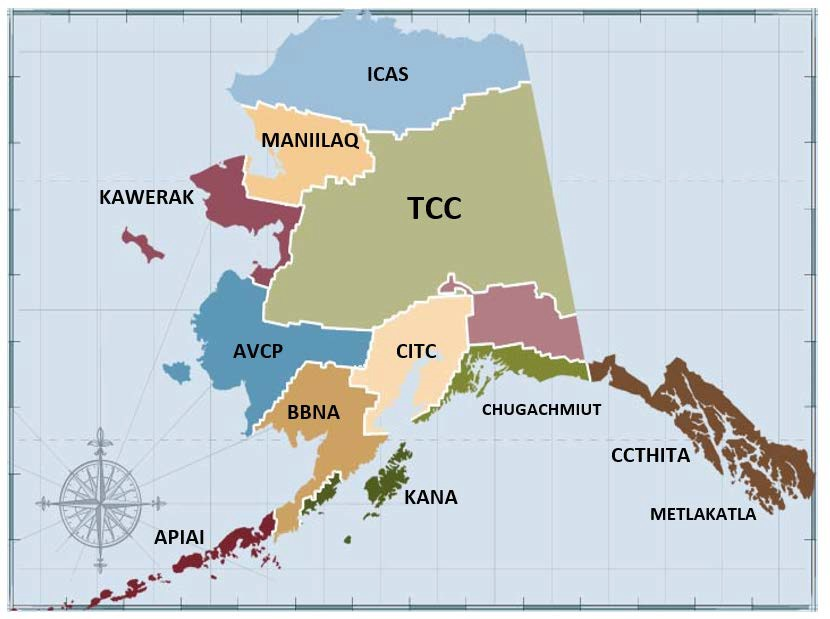 ICAS
MANIILAQ
KAWERAK
TCC
AVCP
CITC
BBNA
CHUGACHMIUT
CCTHITA
KANA
METLAKATLA
APIAI